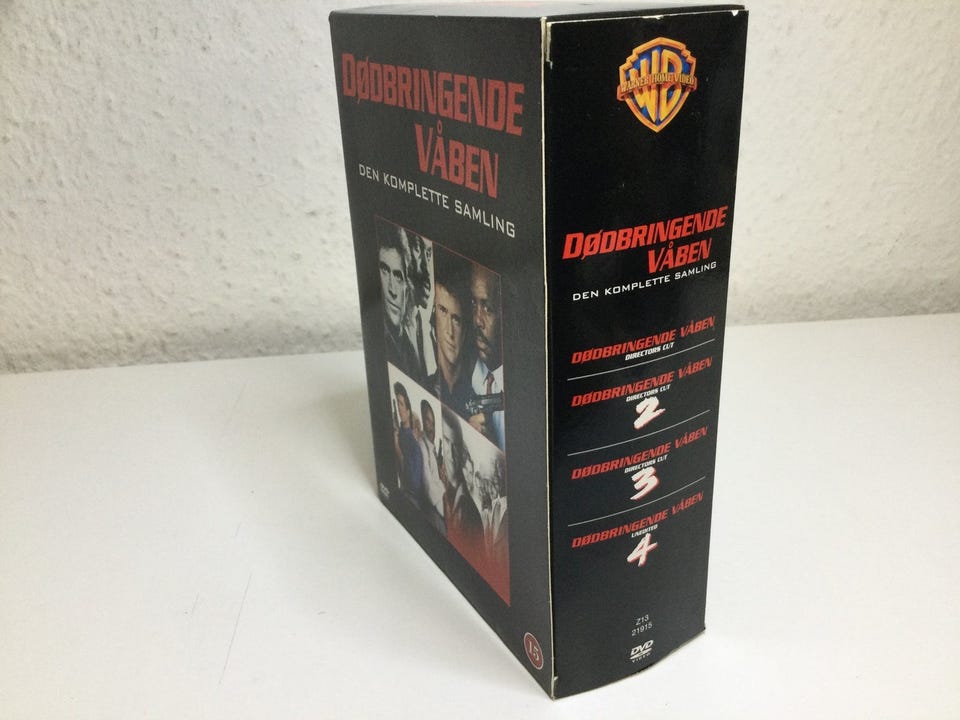 DØDBRINGENDE
VÅBEN
DEN KOMPLETTE SAMLING
DVD
15
WARNER HOME VIDEO
DØDBRINGENDE
VÅBEN
DEN KOMPLETTE SAMLING
DØDBRINGENDE VÅBEN
DIRECTORS CUT
DØDBRINGENDE VÅBEN
DIRECTORS CUT
2
DØDBRINGENDE VÅBEN
DIRECTORS CUT
3
DØDBRINGENDE VÅBEN
4
Z13
21915
DVD
VIDEO